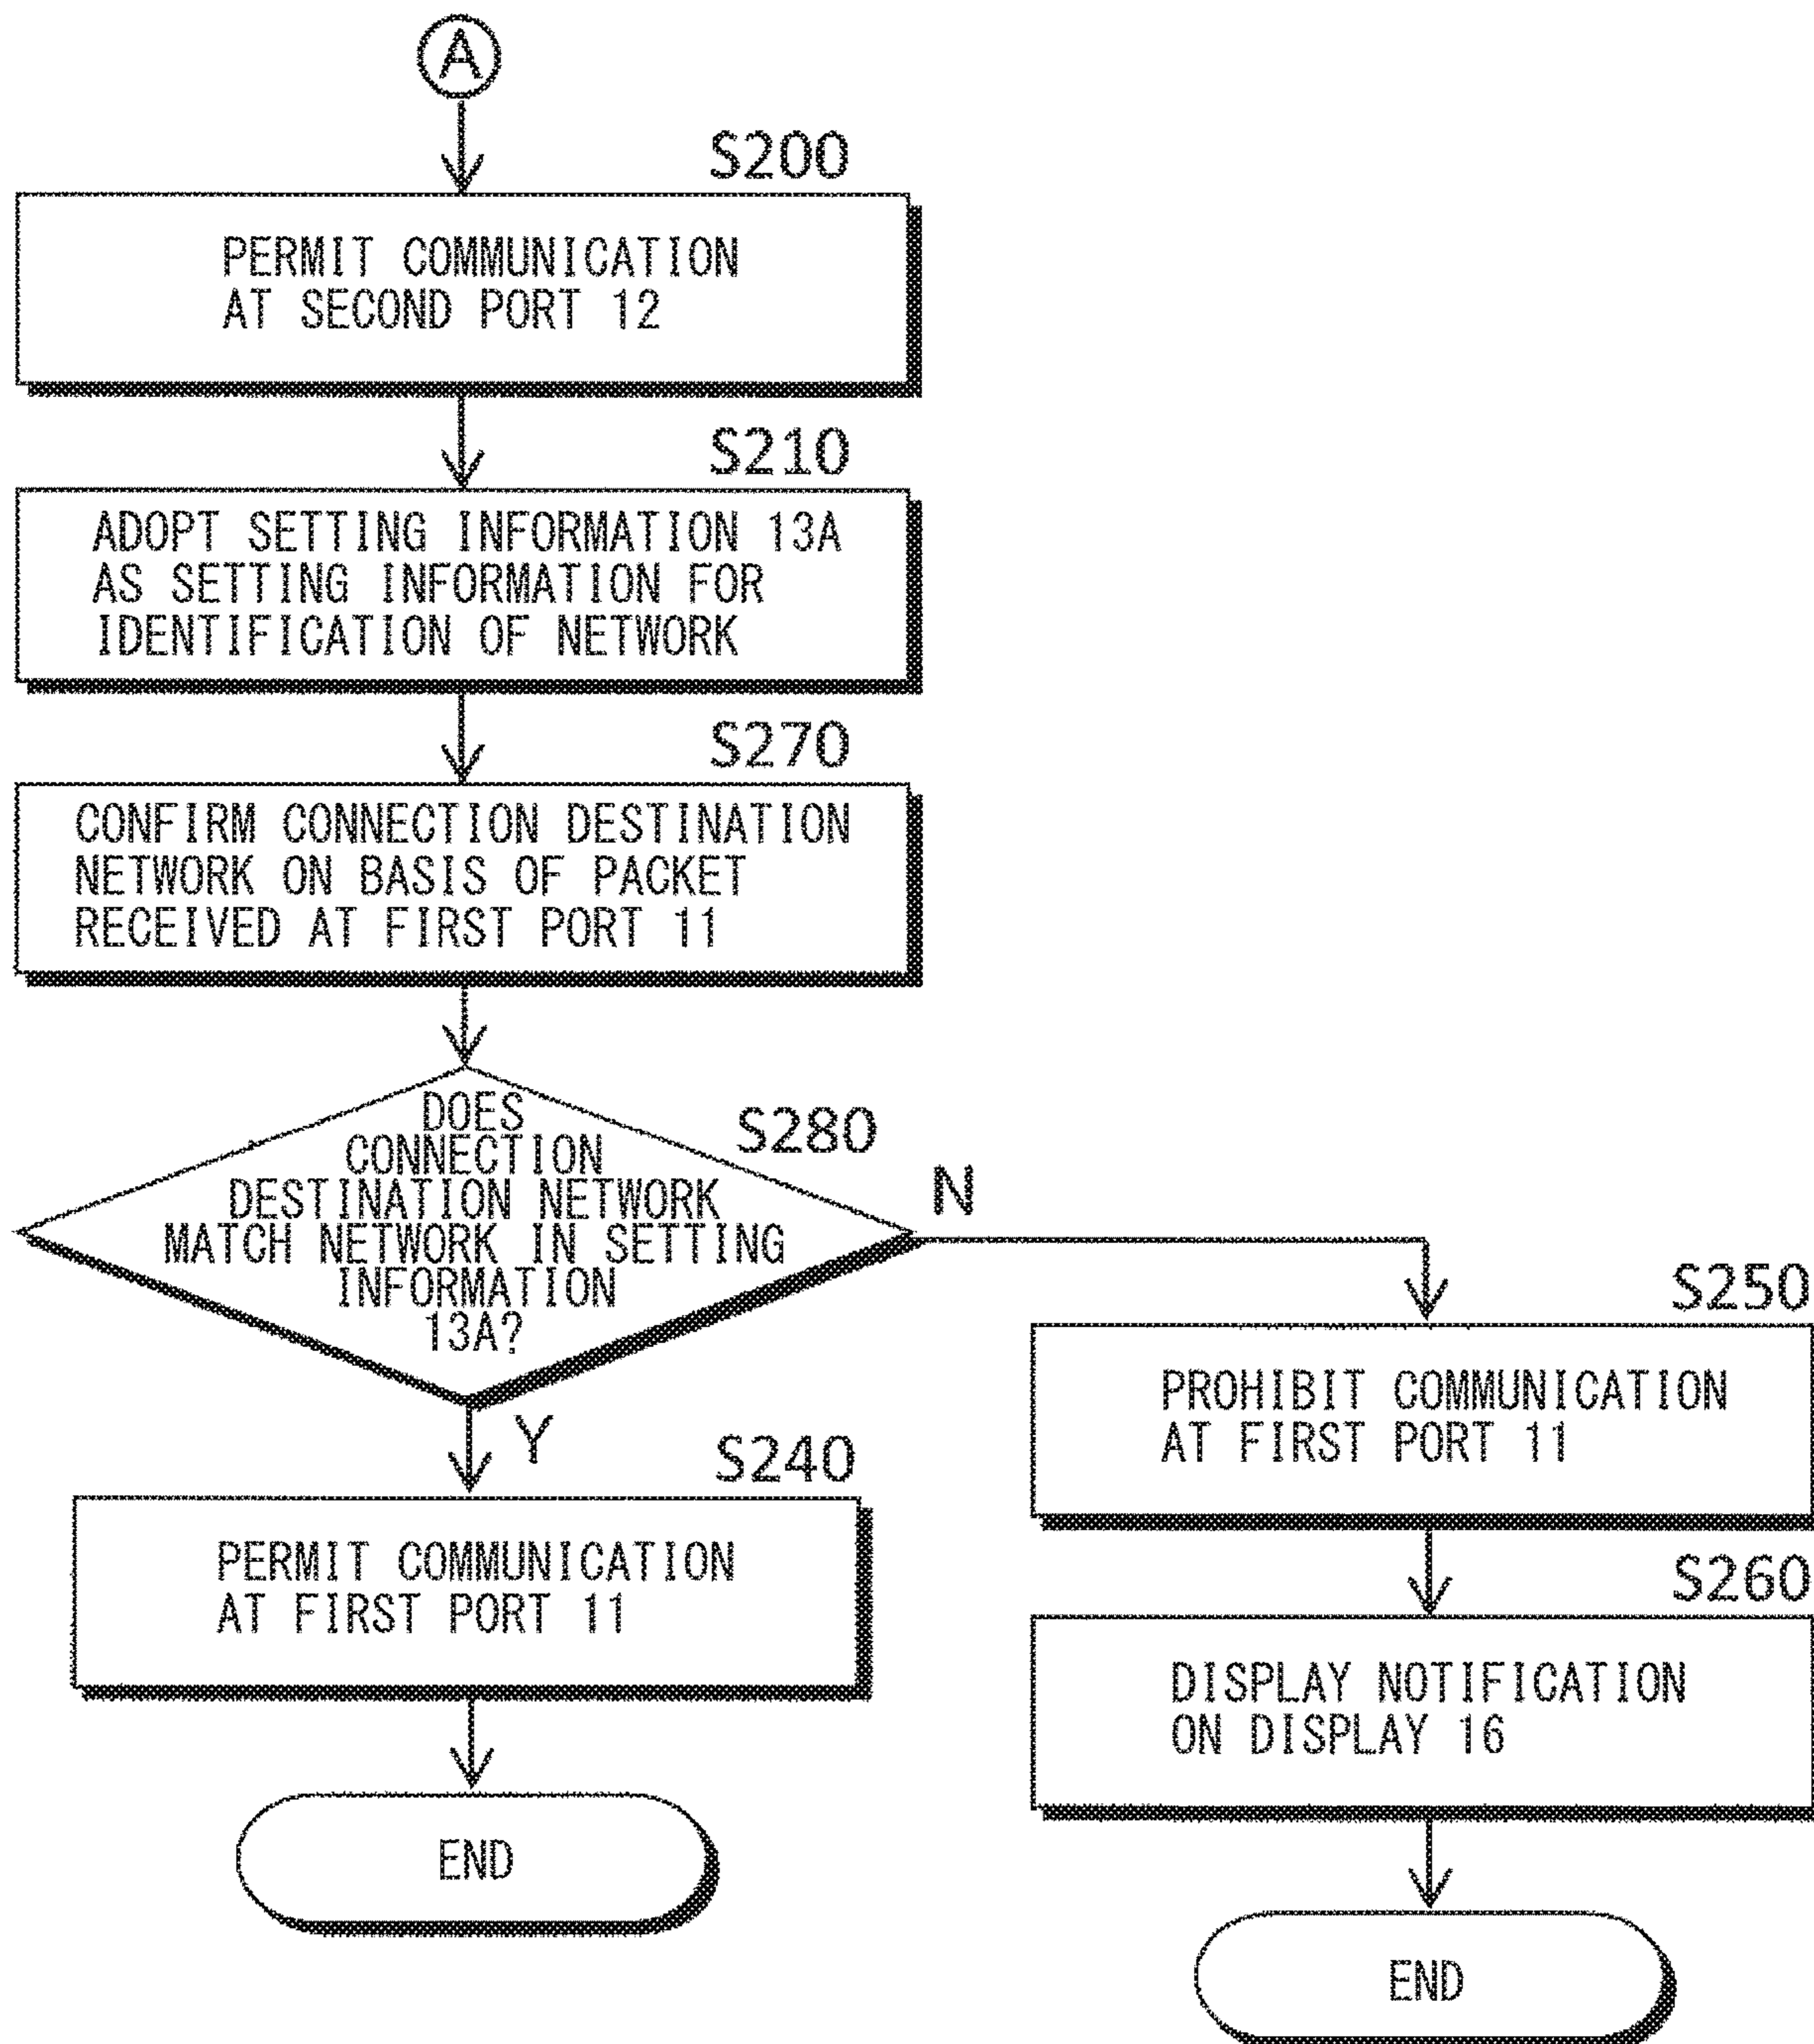 A
S200
PERMIT COMMUNICATION
AT SECOND PORT 12
S210
ADOPT SETTING INFORMATION 13A
AS SETTING INFORMATION FOR
IDENTIFICATION OF NETWORK
S270
CONFIRM CONNECTION DESTINATION
NETWORK ON BASIS OF PACKET
RECEIVED AT FIRST PORT 11
S280
DOES
CONNECTION
DESTINATION NETWORK
MATCH NETWORK IN SETTING
INFORMATION
13A?
N
Y
S240
PERMIT COMMUNICATION
AT FIRST PORT 11
END
S250
PROHIBIT COMMUNICATION
AT FIRST PORT 11
S260
DISPLAY NOTIFICATION
ON DISPLAY 16
END